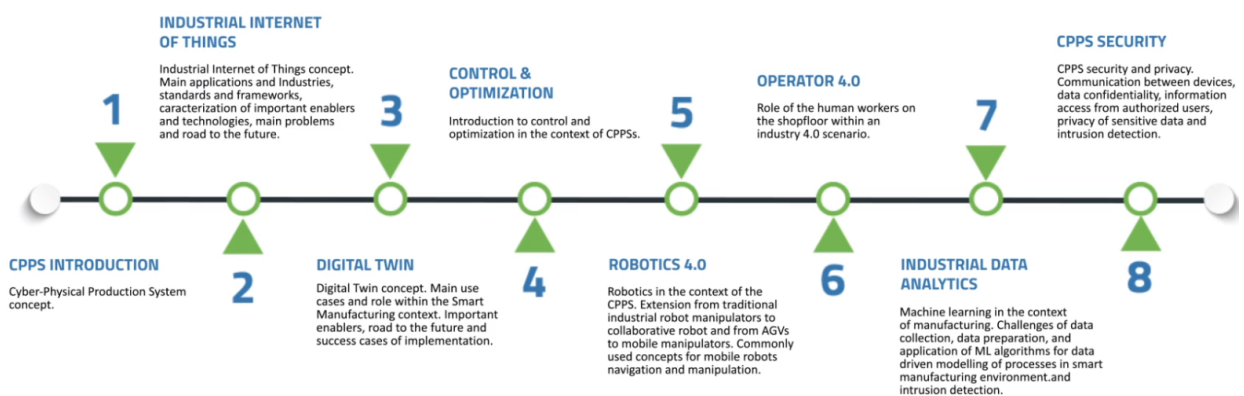 INDUSTRIAL INTERNET
OF THINGS
Industrial Internet of Things concept.
Main applications and Industries,
standards and frameworks,
caracterization of important enablers
and technologies, main problems
and road to the future.
1
3
CONTROL &
OPTIMIZATION
Introduction to control and
optimization in the context of CPPSs.
5
OPERATOR 4.0
Role of the human workers on
the shopfloor within an
industry 4.0 scenario.
7
CPPS SECURITY
CPPS security and privacy.
Communication between devices,
data confidentiality, information
access from authorized users,
privacy of sensitive data and
intrusion detection.
CPPS INTRODUCTION
Cyber-Physical Production System
concept.
2
DIGITAL TWIN
Digital Twin concept. Main use
cases and role within the Smart
Manufacturing context. Important
enablers, road to the future and
success cases of implementation.
4
ROBOTICS 4.0
Robotics in the context of the
CPPS. Extension from traditional
industrial robot manipulators to
collaborative robot and from AGVs
to mobile manipulators. Commonly
used concepts for mobile robots
navigation and manipulation.
6
INDUSTRIAL DATA
ANALYTICS
Machine learning in the context
of manufacturing. Challenges of data
collection, data preparation, and
application of ML algorithms for data
driven modelling of processes in smart
manufacturing environment.and
intrusion detection.
8